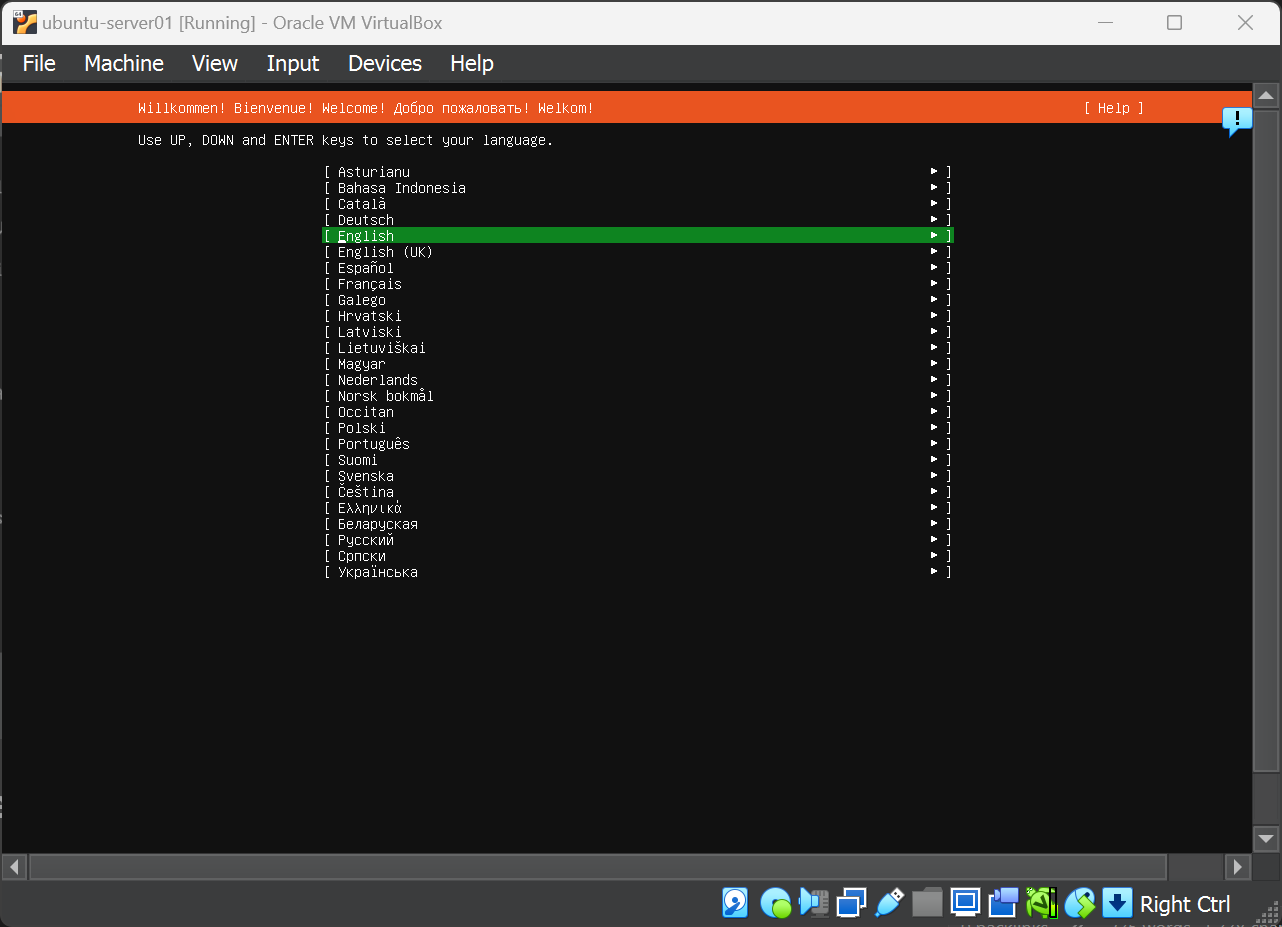 ubuntu-server01 [Running] - Oracle VM VirtualBox
File Machine View Input Devices Help
Willkommen! Bienvenue! Welcome! Добро пожаловать! Welkom! [ Help ]
Use UP, DOWN and ENTER keys to select your language.
[ Asturianu ▸ ]
[ Bahasa Indonesia ▸ ]
[ Català ▸ ]
[ Deutsch ▸ ]
[ English ▸ ]
[ English (UK) ▸ ]
[ Español ▸ ]
[ Français ▸ ]
[ Galego ▸ ]
[ Hrvatski ▸ ]
[ Latviski ▸ ]
[ Lietuviškai ▸ ]
[ Magyar ▸ ]
[ Nederlands ▸ ]
[ Norsk bokmål ▸ ]
[ Occitan ▸ ]
[ Polski ▸ ]
[ Português ▸ ]
[ Suomi ▸ ]
[ Svenska ▸ ]
[ Čeština ▸ ]
[ Ελληνικά ▸ ]
[ Беларуская ▸ ]
[ Русский ▸ ]
[ Српски ▸ ]
[ Українська ▸ ]
Right Ctrl